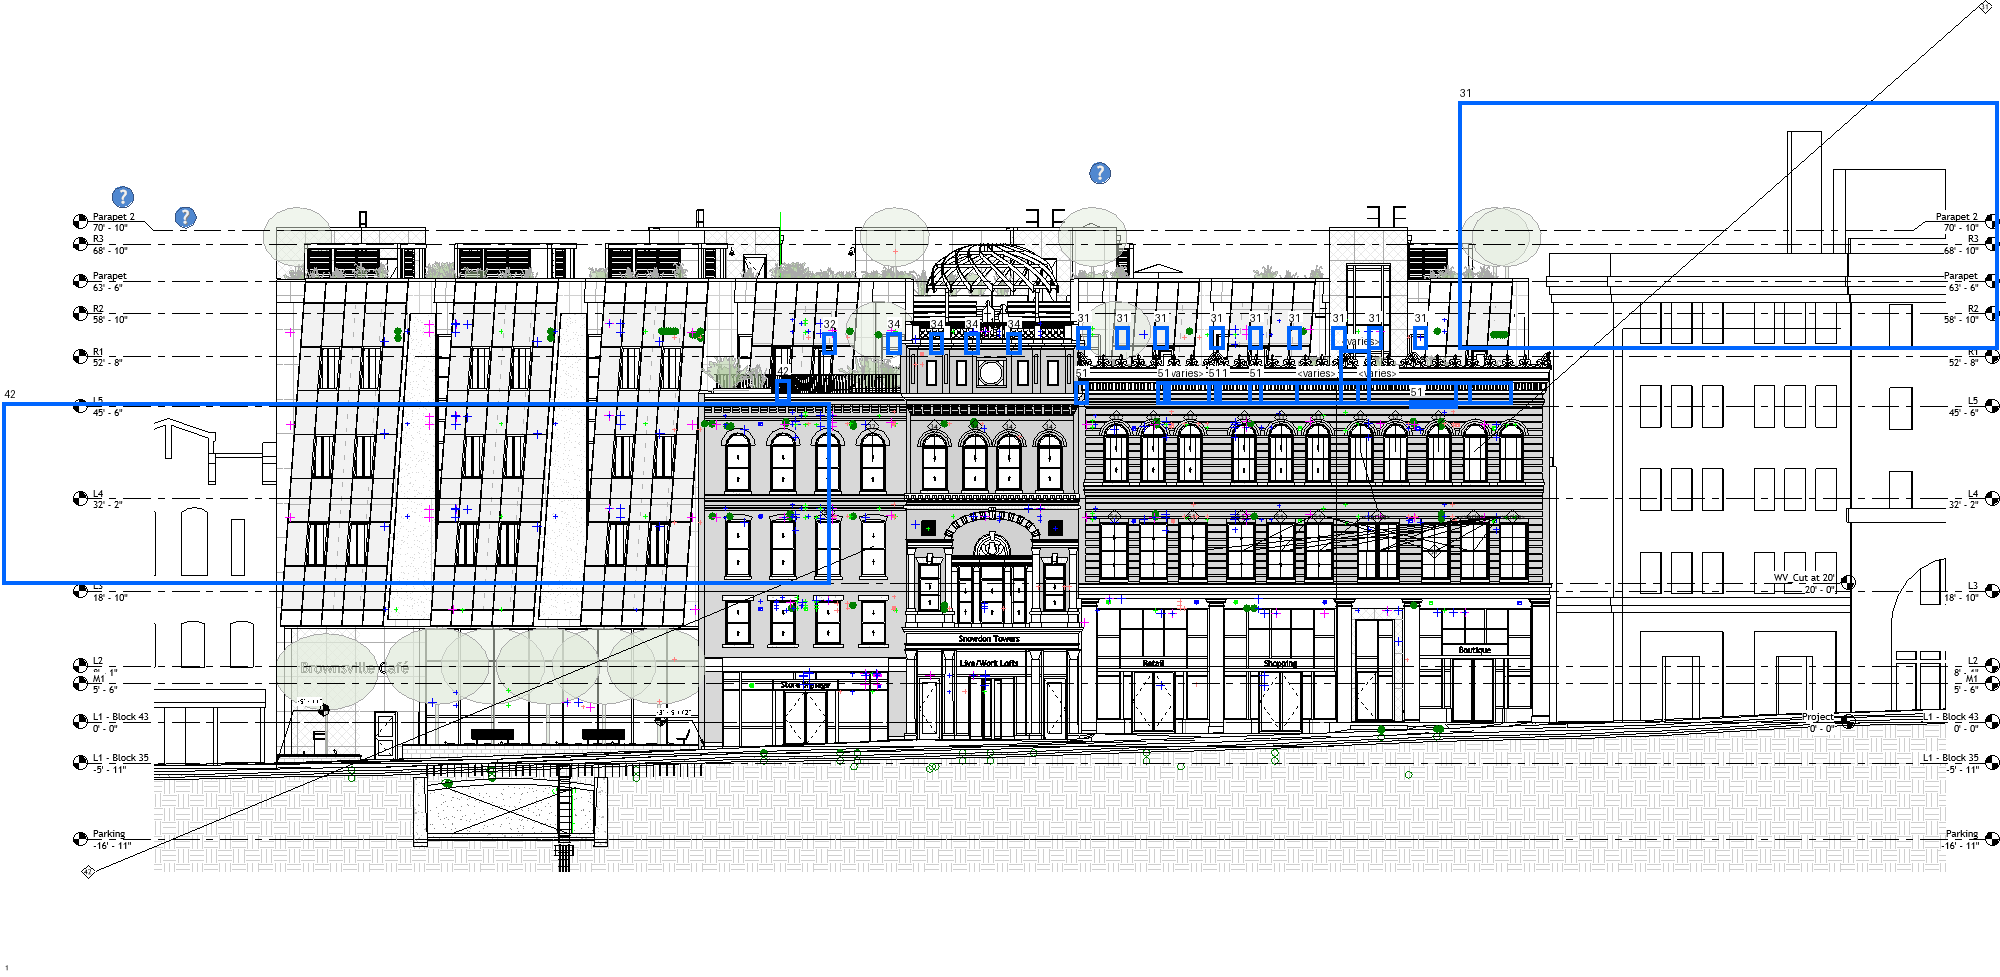 31
Parapet 2
70' - 10"
R3
68' - 10"
Parapet
63' - 6"
R2
58' - 10"
R1
52' - 8"
42
L5
45' - 6"
L4
32' - 2"
L3
18' - 10"
L2
M1
5' - 6"
L1 - Block 43
0' - 0"
L1 - Block 35
-5' - 11"
Parking
-16' - 11"
32
34
34
34
34
31
31
31
31
31
31
31
31
31
<varies>
42
51
51
varies>
511
51
<varies>
<varies>
51
Brownsville Café
Snowdon Towers
Live/Work Lofts
Retail
Shopping
Boutique
Parapet 2
70' - 10"
R3
68' - 10"
Parapet
63' - 6"
R2
58' - 10"
R1
52' - 8"
L5
45' - 6"
L4
32' - 2"
WV_Cut at 20'
20' - 0"
L3
18' - 10"
L2
M1
5' - 6"
Project
0' - 0"
L1 - Block 43
0' - 0"
L1 - Block 35
-5' - 11"
Parking
-16' - 11"
1